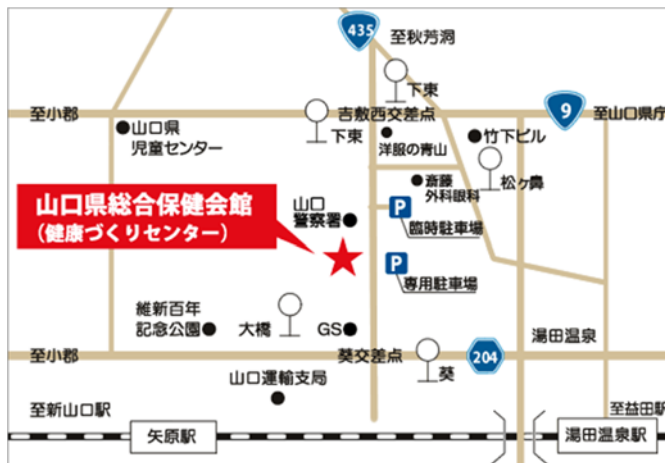 435
至秋芳洞
下東
至小郡
下東
吉敷西交差点
9
至山口県庁
山口県
児童センター
洋服の青山
竹下ビル
松ヶ鼻
斎藤
外科眼科
山口県総合保健会館
(健康づくりセンター)
山口
警察署
P
臨時駐車場
P
専用駐車場
維新百年
記念公園
大橋
GS
湯田温泉
至小郡
葵交差点
葵
204
山口運輸支局
至新山口駅
至益田駅
矢原駅
湯田温泉駅